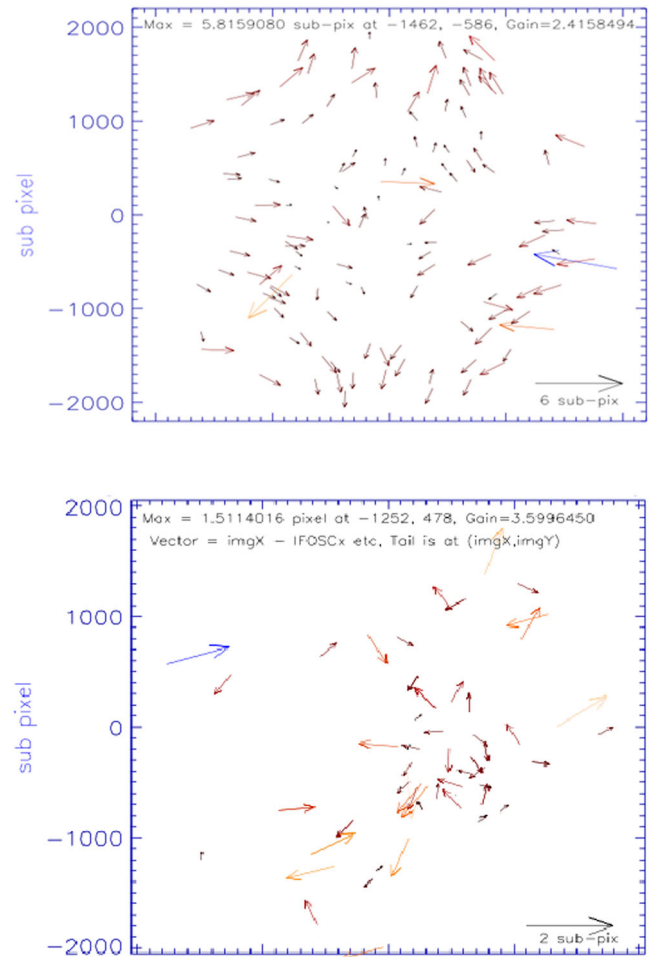 2000
Max = 5.8159080 sub-pix at -1462, -586, Gain=2.4158494
1000
sub pixel
0
-1000
6 sub-pix
-2000
2000
Max = 1.5114016 pixel at -1252, 478, Gain=3.5996450
Vector = imgX - IFOSCx etc, Tail is at (imgX,imgY)
1000
sub pixel
0
-1000
2 sub-pix
-2000